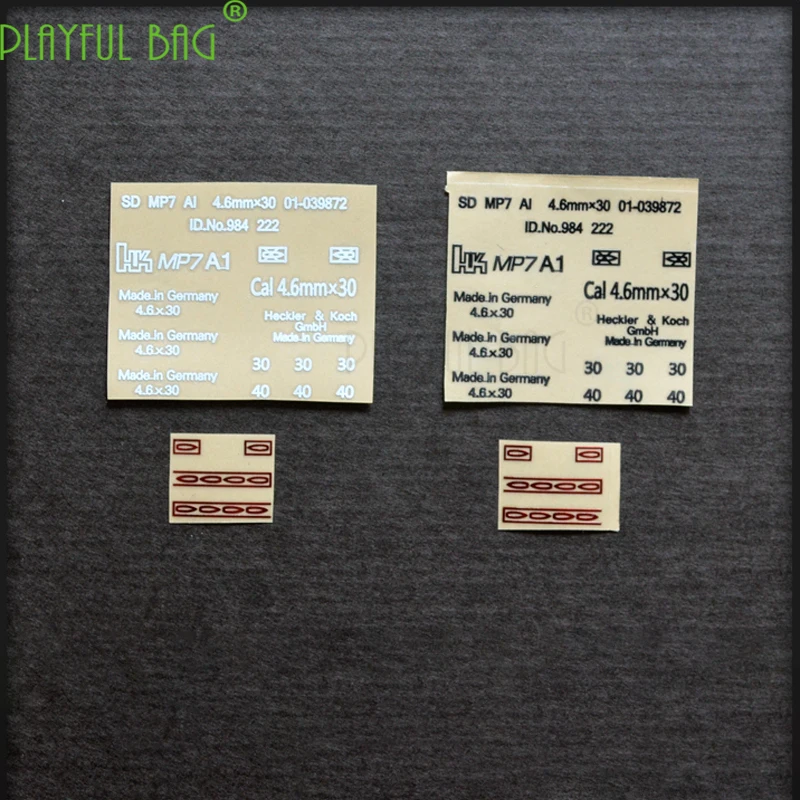 PLAYFUL BAG®
SD MP7 AI 4.6mm×30 01-039872
ID.No.984 222
HK MP7 A1
Cal 4.6mm×30
Made.in Germany
4.6.×.30
Heckler & Koch
GmbH
Made.in Germany
Made.in Germany
4.6.×.30
30 30 30
Made.in Germany
4.6.×.30
40 40 40
SD MP7 AI 4.6mm×30 01-039872
ID.No.984 222
HK MP7 A1
Cal 4.6mm×30
Made.in Germany
4.6.×.30
Heckler & Koch
GmbH
Made.in Germany
Made.in Germany
4.6.×.30
30 30 30
Made.in Germany
4.6.×.30
40 40 40
PLAYFUL BAG®